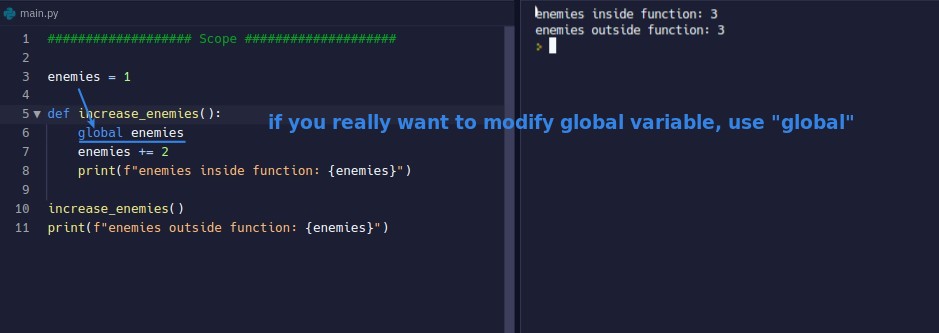 main.py
1 ################### Scope ####################
2
3 enemies = 1
4
5 def increase_enemies():
6 global enemies
7 enemies += 2
8 print(f"enemies inside function: {enemies}")
9
10 increase_enemies()
11 print(f"enemies outside function: {enemies}")
if you really want to modify global variable, use "global"
enemies inside function: 3
enemies outside function: 3
>